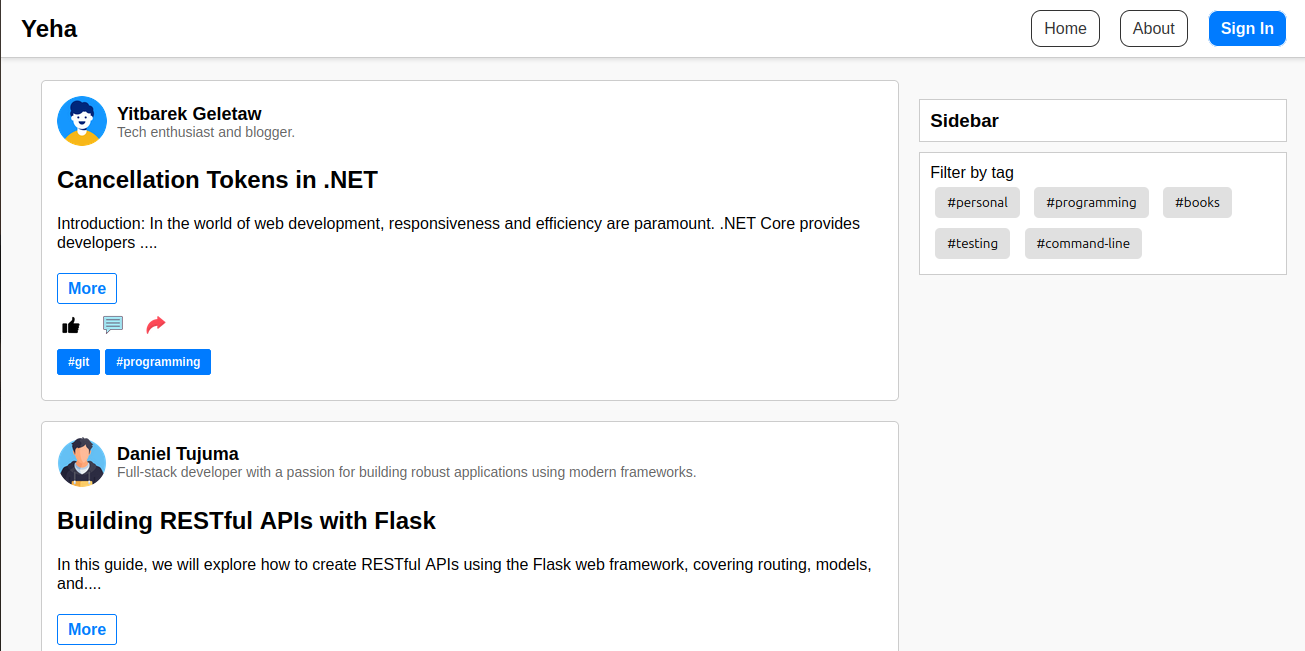 Yeha
Home
About
Sign In
Yitbarek Geletaw
Tech enthusiast and blogger.
Cancellation Tokens in .NET
Introduction: In the world of web development, responsiveness and efficiency are paramount. .NET Core provides
developers ....
More
#git #programming
Daniel Tujuma
Full-stack developer with a passion for building robust applications using modern frameworks.
Building RESTful APIs with Flask
In this guide, we will explore how to create RESTful APIs using the Flask web framework, covering routing, models,
and....
More
Sidebar
Filter by tag
#personal #programming #books
#testing #command-line